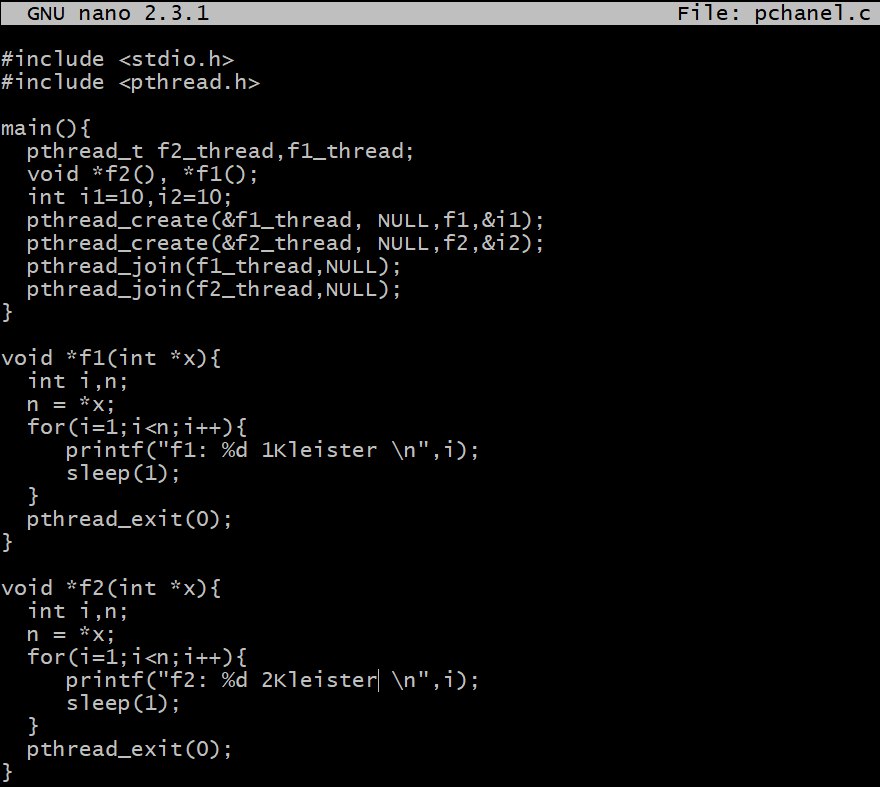 GNU nano 2.3.1 File: pchanel.c
#include <stdio.h>
#include <pthread.h>
main(){
pthread_t f2_thread,f1_thread;
void *f2(), *f1();
int i1=10,i2=10;
pthread_create(&f1_thread, NULL,f1,&i1);
pthread_create(&f2_thread, NULL,f2,&i2);
pthread_join(f1_thread,NULL);
pthread_join(f2_thread,NULL);
}
void *f1(int *x){
int i,n;
n = *x;
for(i=1;i<n;i++){
printf("f1: %d 1Kleister \n",i);
sleep(1);
}
pthread_exit(0);
}
void *f2(int *x){
int i,n;
n = *x;
for(i=1;i<n;i++){
printf("f2: %d 2Kleister \n",i);
sleep(1);
}
pthread_exit(0);
}